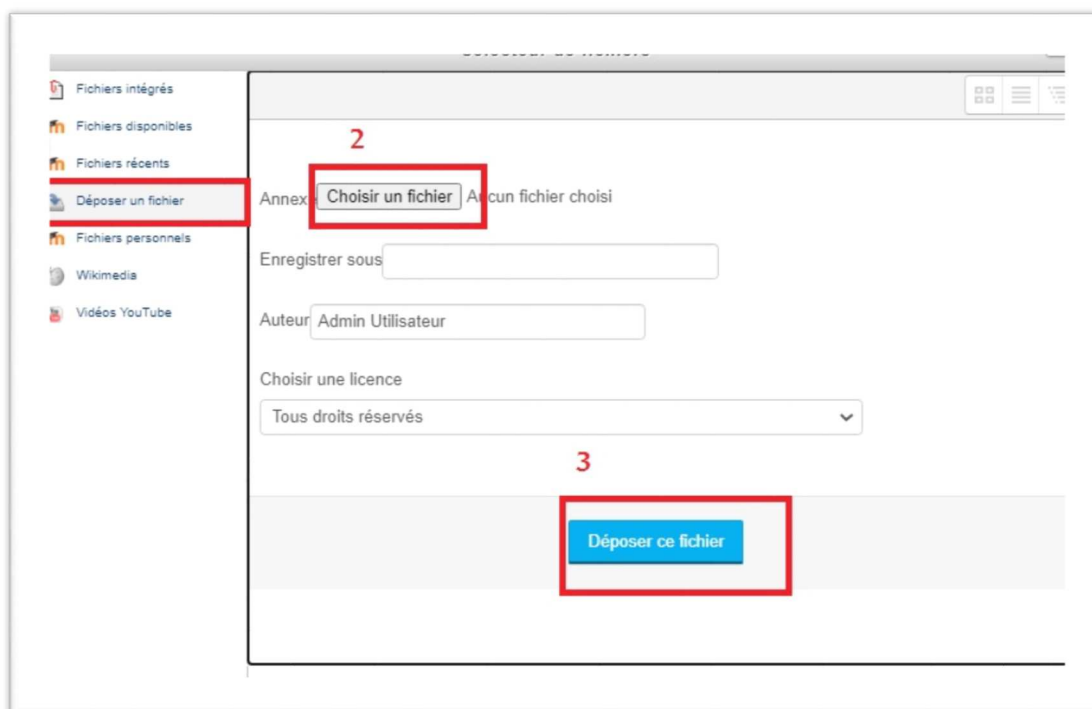 Fichiers intégrés
Fichiers disponibles
Fichiers récents
Déposer un fichier
Fichiers personnels
Wikimedia
Vidéos YouTube
2
Annexe Choisir un fichier Aucun fichier choisi
Enregistrer sous
Auteur Admin Utilisateur
Choisir une licence
Tous droits réservés
3
Déposer ce fichier